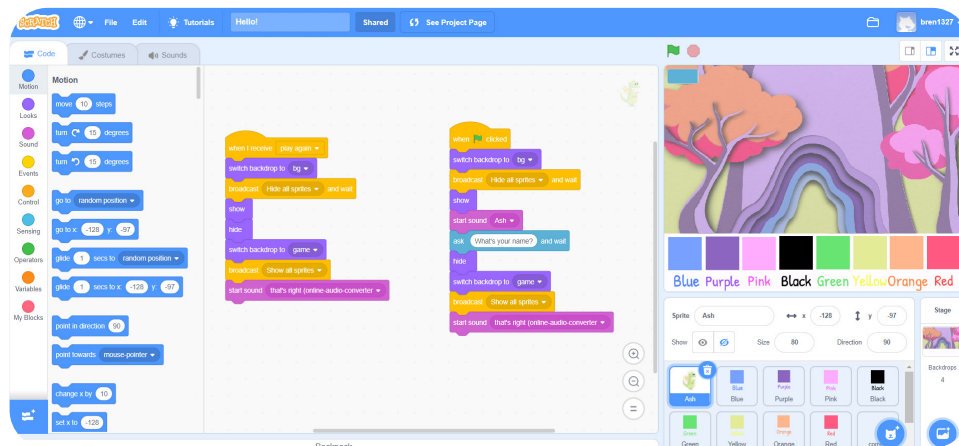 SCRATCH File Edit Tutorials Hello! Shared See Project Page bren1327
Code Costumes Sounds
Motion
Looks
Sound
Events
Control
Sensing
Operators
Variables
My Blocks
Motion
move 10 steps
turn 15 degrees
turn 15 degrees
go to random position
go to x: -128 y: -97
glide 1 secs to random position
glide 1 secs to x: -128 y: -97
point in direction 90
point towards mouse-pointer
change x by 10
set x to -128
when I receive play again
switch backdrop to bg
broadcast Hide all sprites and wait
show
hide
switch backdrop to game
broadcast Show all sprites
start sound that's right (online-audio-converter
when clicked
switch backdrop to bg
broadcast Hide all sprites and wait
show
start sound Ash
ask What's your name? and wait
hide
switch backdrop to game
broadcast Show all sprites
start sound that's right (online-audio-converter
Blue Purple Pink Black Green Yellow Orange Red
Sprite Ash x -128 y -97
Show Size 80 Direction 90
Stage
Backdrops
4
Blue Purple Pink Black
Ash Blue Purple Pink Black
Green Yellow Orange Red
Green Yellow Orange Red
Backpack